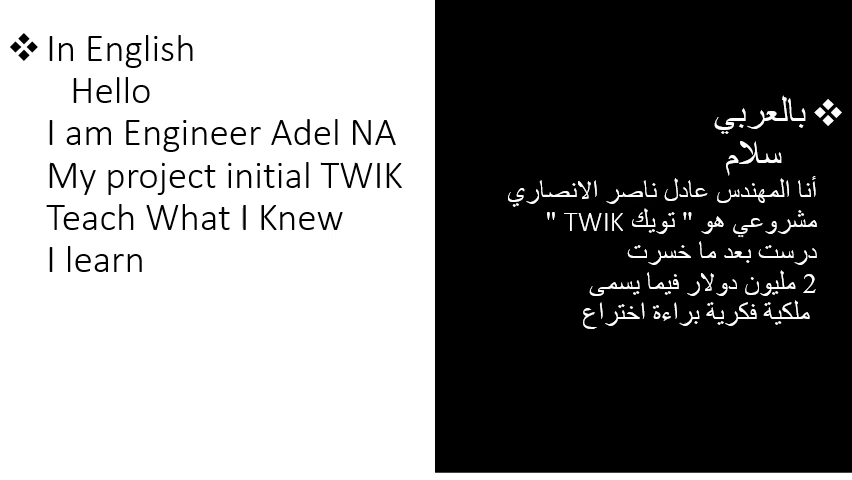 ❖ In English
Hello
I am Engineer Adel NA
My project initial TWIK
Teach What I Knew
I learn
❖ بالعربي
سلام
أنا المهندس عادل ناصر الانصاري
مشروعي هو " تويك TWIK "
درست بعد ما خسرت
2 مليون دولار فيما يسمى
ملكية فكرية براءة اختراع